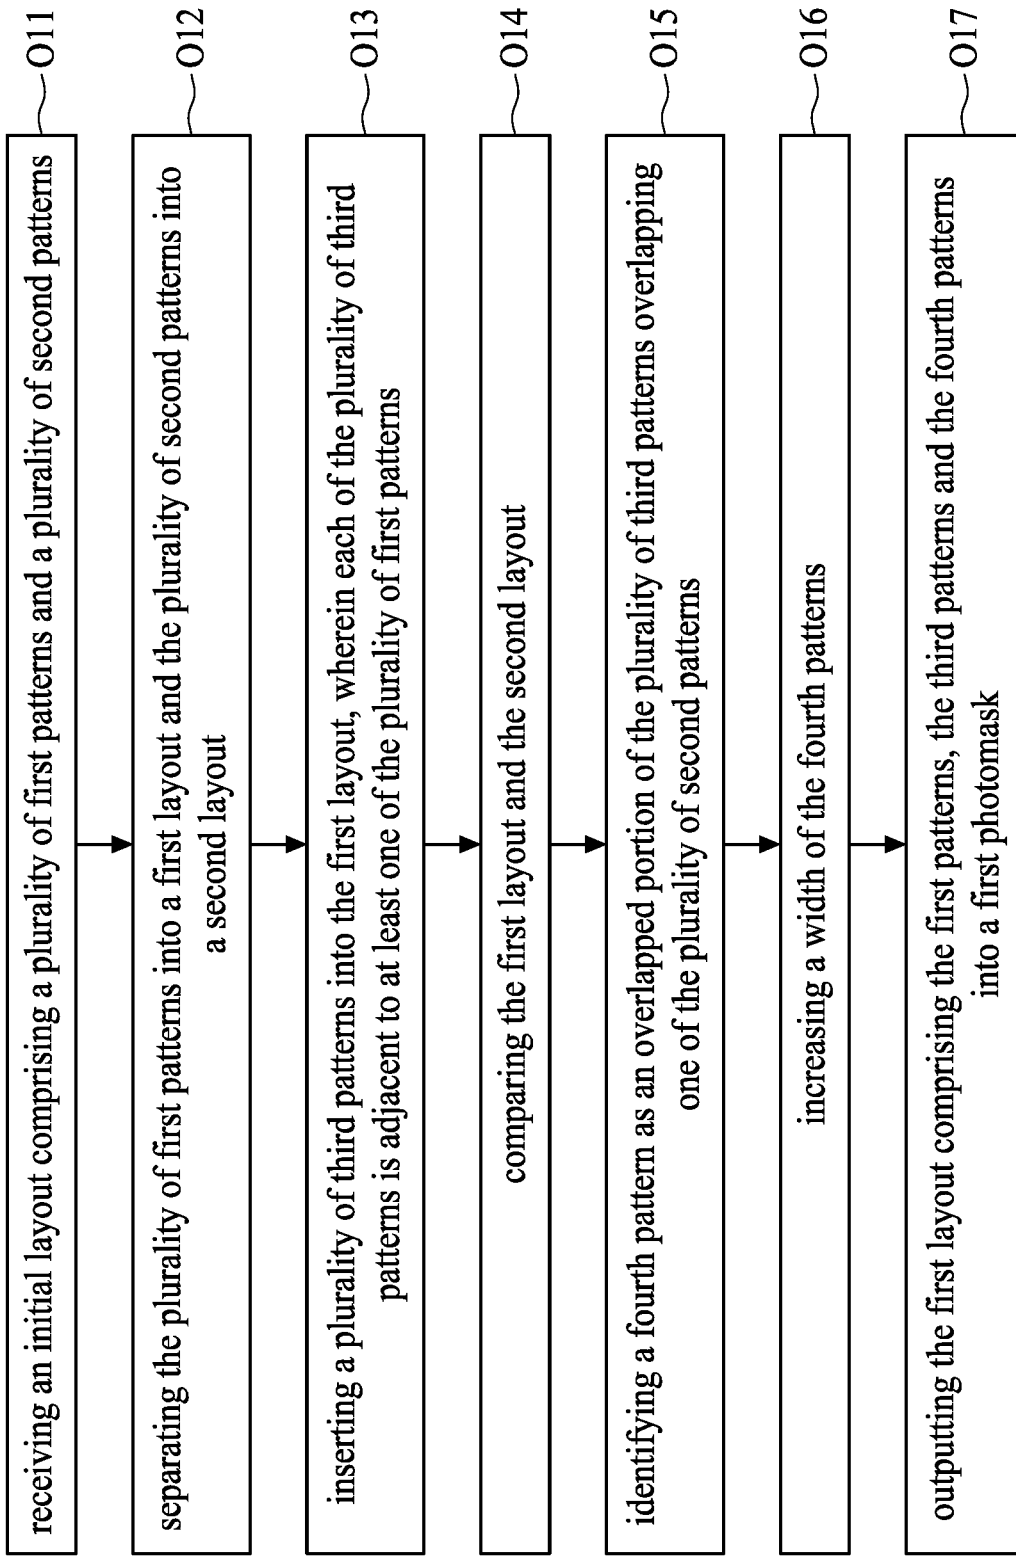 receiving an initial layout comprising a plurality of first patterns and a plurality of second patterns
O11
separating the plurality of first patterns into a first layout and the plurality of second patterns into
a second layout
O12
inserting a plurality of third patterns into the first layout, wherein each of the plurality of third
patterns is adjacent to at least one of the plurality of first patterns
O13
comparing the first layout and the second layout
O14
identifying a fourth pattern as an overlapped portion of the plurality of third patterns overlapping
one of the plurality of second patterns
O15
increasing a width of the fourth patterns
O16
outputting the first layout comprising the first patterns, the third patterns and the fourth patterns
into a first photomask
O17